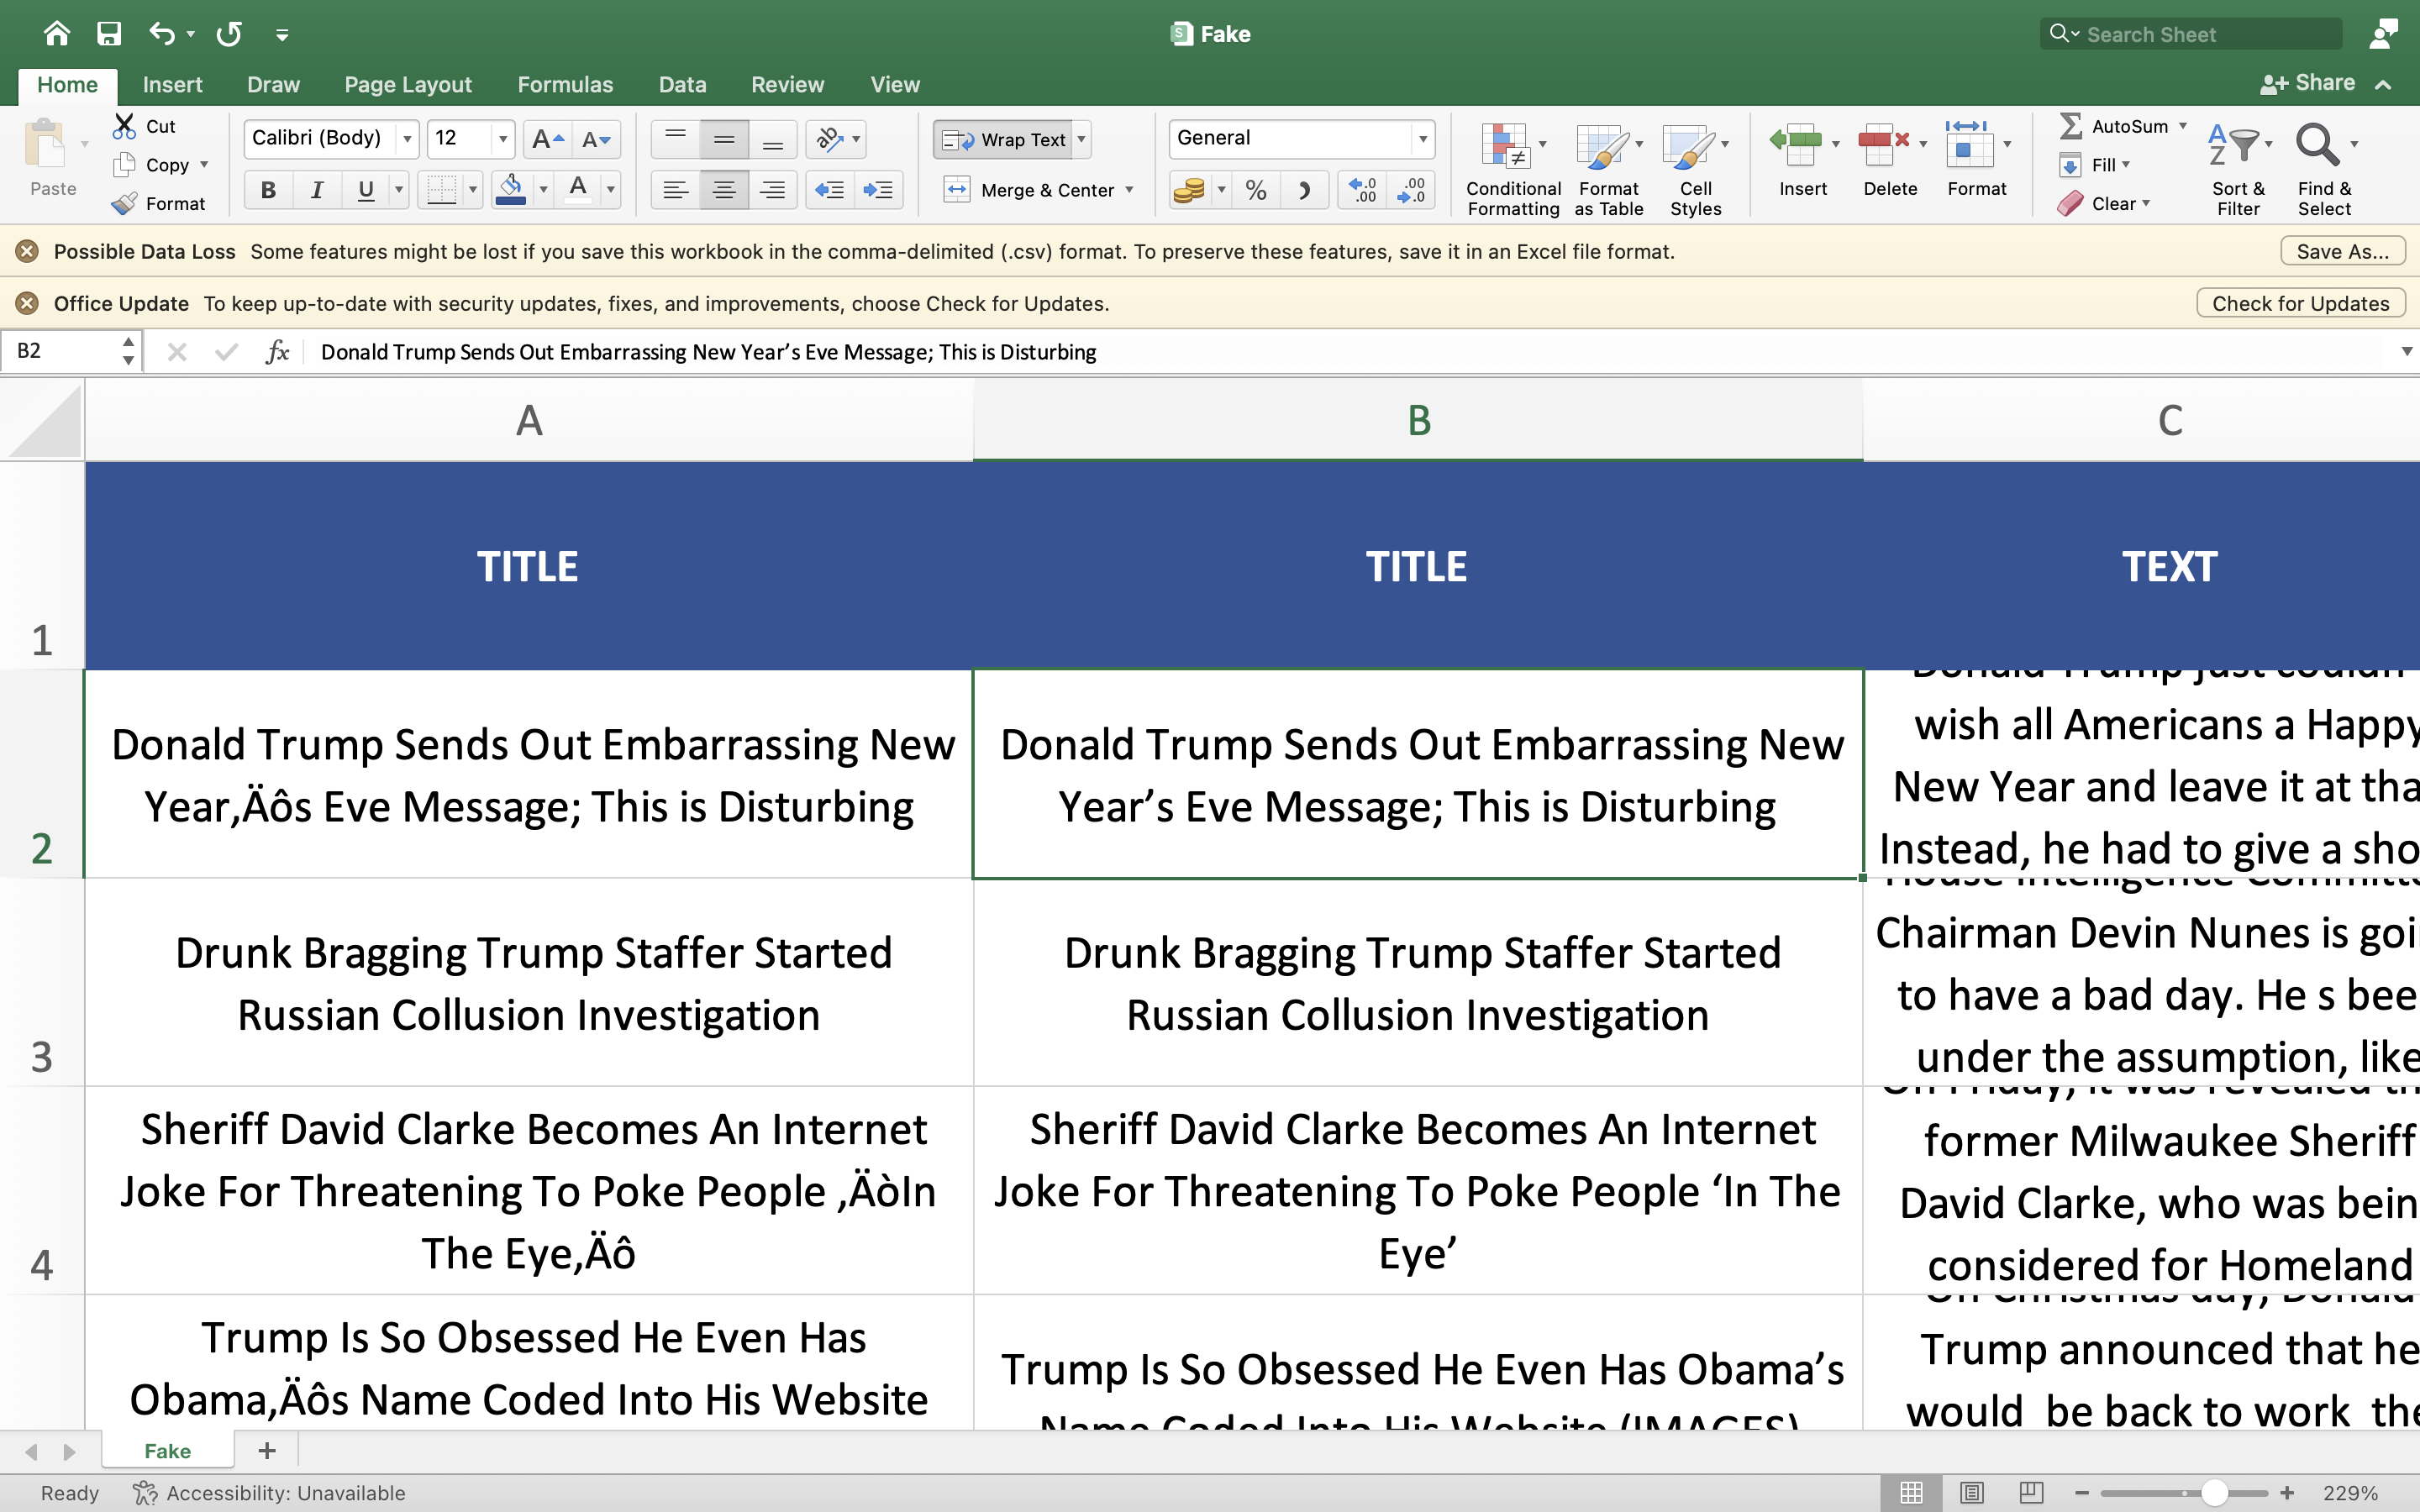 Fake
Search Sheet
Home Insert Draw Page Layout Formulas Data Review View
Share
Paste
Cut
Copy
Format
Calibri (Body) 12
B I U
Wrap Text
Merge & Center
General
Conditional Formatting
Format as Table
Cell Styles
Insert
Delete
Format
AutoSum
Fill
Clear
Sort & Filter
Find & Select
Possible Data Loss Some features might be lost if you save this workbook in the comma-delimited (.csv) format. To preserve these features, save it in an Excel file format. Save As...
Office Update To keep up-to-date with security updates, fixes, and improvements, choose Check for Updates. Check for Updates
B2 fx Donald Trump Sends Out Embarrassing New Year’s Eve Message; This is Disturbing
A B C
1
TITLE TITLE TEXT
2
Donald Trump Sends Out Embarrassing New
Year‚Äôs Eve Message; This is Disturbing
Donald Trump Sends Out Embarrassing New
Year’s Eve Message; This is Disturbing
wish all Americans a Happy
New Year and leave it at
Instead, he had to give a
3
Drunk Bragging Trump Staffer Started
Russian Collusion Investigation
Drunk Bragging Trump Staffer Started
Russian Collusion Investigation
Chairman Devin Nunes is
to have a bad day. He s
under the assumption, like
4
Sheriff David Clarke Becomes An Internet
Joke For Threatening To Poke People ‚ÄòIn
The Eye‚Äô
Sheriff David Clarke Becomes An Internet
Joke For Threatening To Poke People ‘In The
Eye’
former Milwaukee Sheriff
David Clarke, who was
considered for Homeland
Trump Is So Obsessed He Even Has
Obama‚Äôs Name Coded Into His Website
Trump Is So Obsessed He Even Has Obama’s
Name Coded Into His Website (IMAGES)
Trump announced that he
would be back to work
Fake
Ready Accessibility: Unavailable 229%